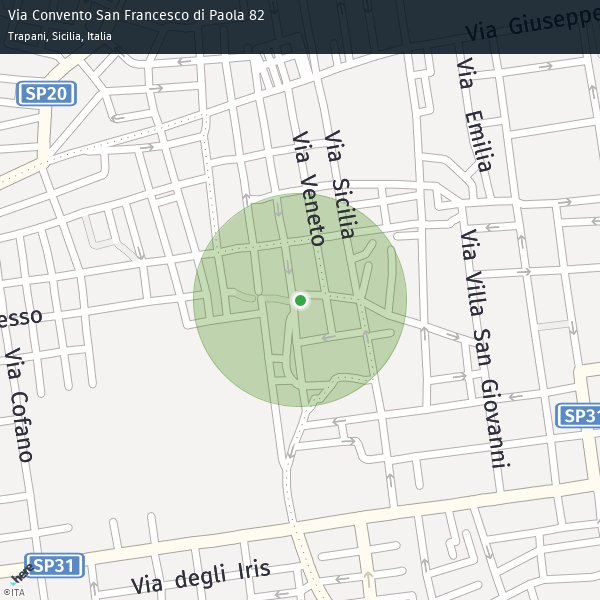 Via Convento San Francesco di Paola 82
Trapani, Sicilia, Italia
Via Giuseppe
SP20
Via Emilia
Via Veneto
Via Sicilia
Via Villa San Giovanni
esso
Via Cofano
SP31
SP31
Via degli Iris
here
©ITA